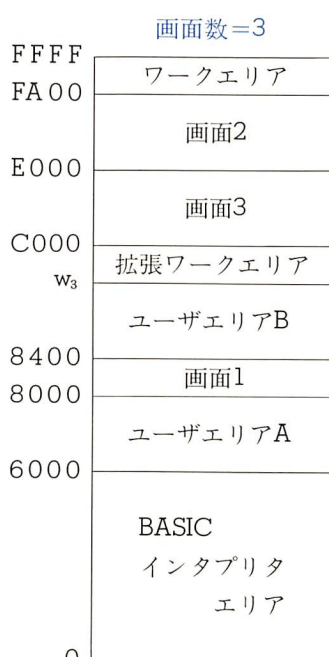 画面数=3
FFFF
ワークエリア
FA00
画面2
E000
画面3
C000
拡張ワークエリア
w₃
ユーザエリアB
8400
画面1
8000
ユーザエリアA
6000
BASIC
インタプリタ
エリア
0